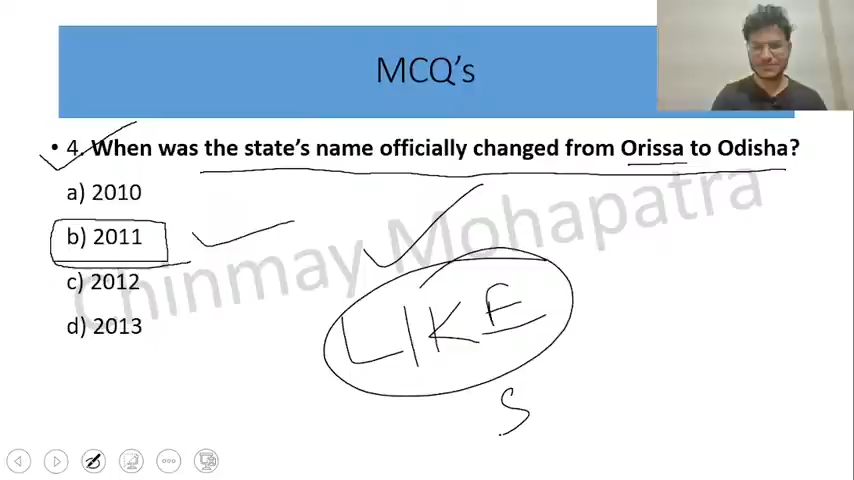 MCQ's
• 4. When was the state's name officially changed from Orissa to Odisha?
a) 2010
b) 2011
c) 2012
d) 2013
Chinmay Mohapatra
LIKE
S